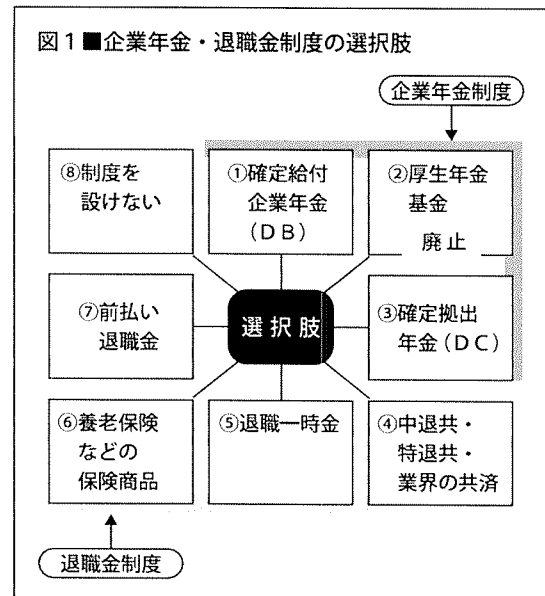 図1■企業年金・退職金制度の選択肢
企業年金制度
⑧制度を
設けない
①確定給付
企業年金
（DB）
②厚生年金
基金
廃止
⑦前払い
退職金
選択肢
③確定拠出
年金（DC）
⑥養老保険
などの
保険商品
⑤退職一時金
④中退共・
特退共・
業界の共済
退職金制度